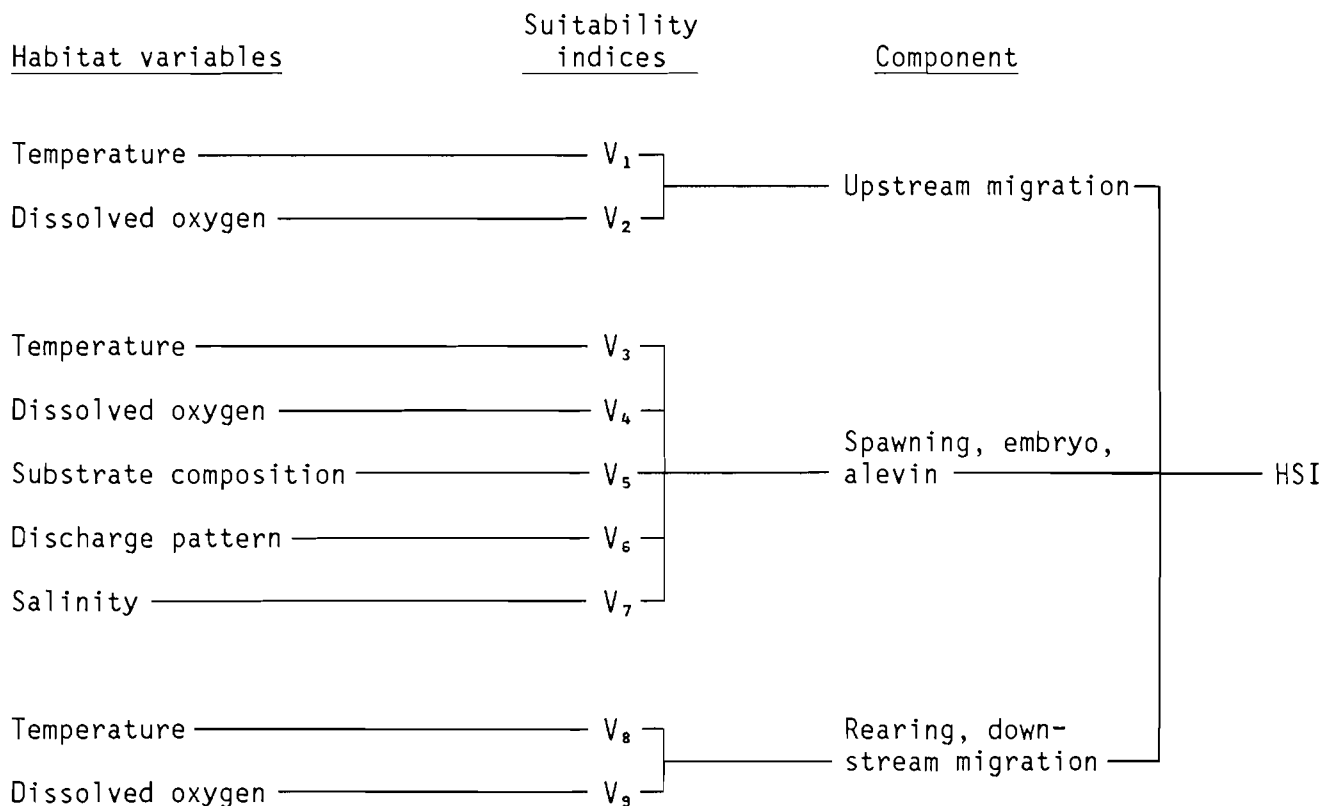 Habitat variables Suitability indices Component
Temperature V₁
Upstream migration
Dissolved oxygen V₂
Temperature V₃
Dissolved oxygen V₄
Spawning, embryo,
Substrate composition V₅ alevin HSI
Discharge pattern V₆
Salinity V₇
Temperature V₈ Rearing, down-
stream migration
Dissolved oxygen V₉